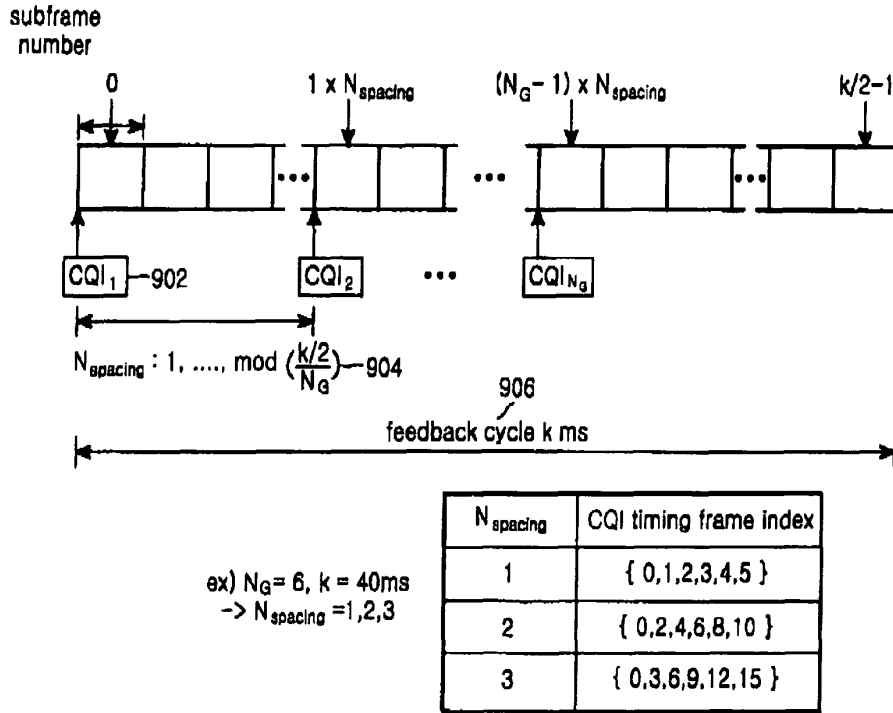 subframe
number
0
1 x N_spacing
(N_G-1) x N_spacing
k/2-1
CQI_1
902
CQI_2
CQI_N_G
N_spacing : 1, ...., mod (k/2 / N_G)
904
906
feedback cycle k ms
ex) N_G= 6, k = 40ms
-> N_spacing =1,2,3
N_spacing CQI timing frame index
1 { 0,1,2,3,4,5 }
2 { 0,2,4,6,8,10 }
3 { 0,3,6,9,12,15 }